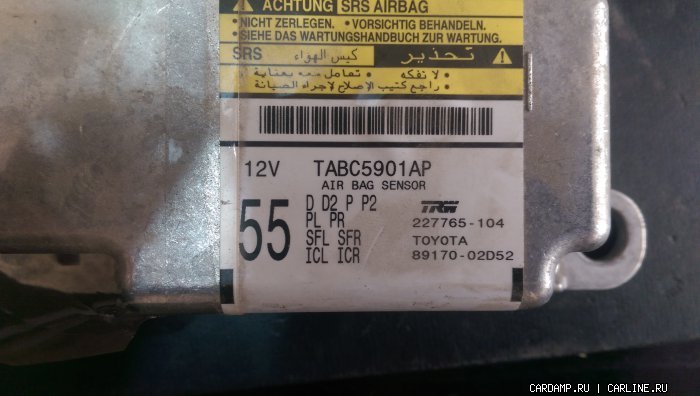 ACHTUNG SRS AIRBAG
•NICHT ZERLEGEN. •VORSICHTIG BEHANDELN.
•SIEHE DAS WARTUNGSHANDBUCH ZUR WARTUNG.
SRS كيس الهواء تحذير
• لا تفكه • تعامل معه بعناية
• راجع كتيب الإصلاح لإجراء الصيانة
12V TABC5901AP
AIR BAG SENSOR
55
D D2 P P2
PL PR
SFL SFR
ICL ICR
TRW
227765-104
TOYOTA
89170-02D52
CARDAMP.RU | CARLINE.RU